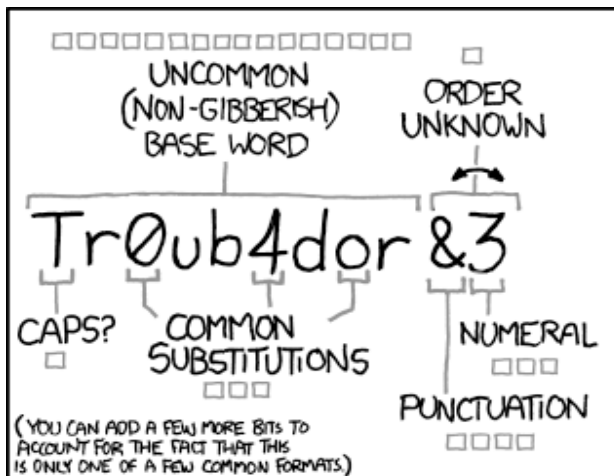 UNCOMMON
(NON-GIBBERISH)
BASE WORD
ORDER
UNKNOWN
Tr0ub4dor &3
CAPS?
COMMON
SUBSTITUTIONS
NUMERAL
PUNCTUATION
(YOU CAN ADD A FEW MORE BITS TO
ACCOUNT FOR THE FACT THAT THIS
IS ONLY ONE OF A FEW COMMON FORMATS.)